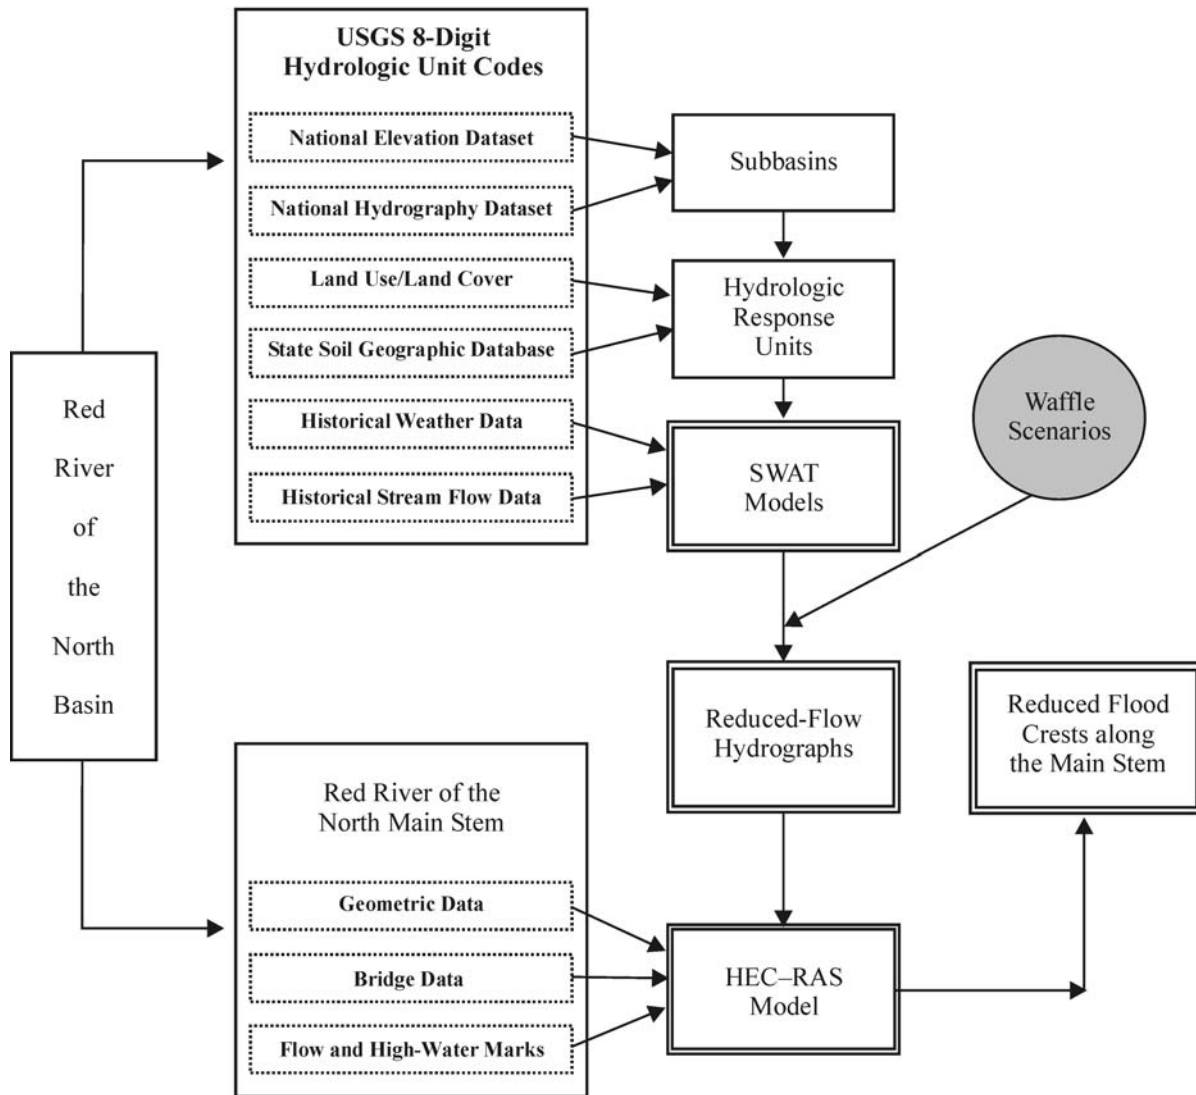 USGS 8-Digit
Hydrologic Unit Codes
National Elevation Dataset
National Hydrography Dataset
Land Use/Land Cover
State Soil Geographic Database
Historical Weather Data
Historical Stream Flow Data
Subbasins
Hydrologic
Response
Units
SWAT
Models
Waffle
Scenarios
Red
River
of
the
North
Basin
Reduced-Flow
Hydrographs
Reduced Flood
Crests along
the Main Stem
Red River of the
North Main Stem
Geometric Data
Bridge Data
Flow and High-Water Marks
HEC–RAS
Model